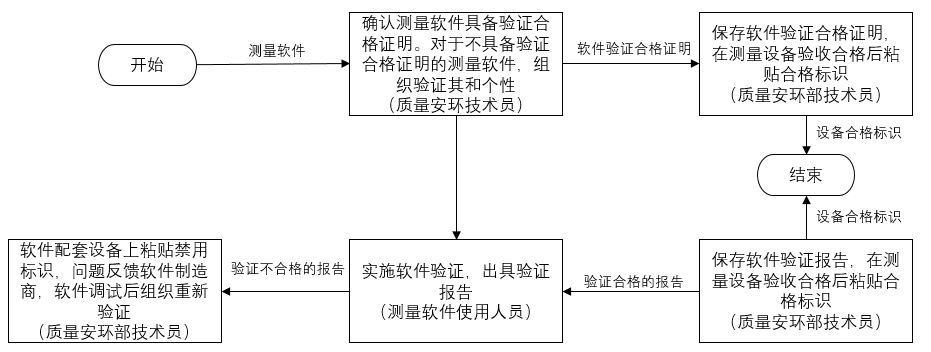 开始
测量软件
确认测量软件具备验证合
格证明。对于不具备验证
合格证明的测量软件，组
织验证其和个性
（质量安环技术员）
软件验证合格证明
保存软件验证合格证明，
在测量设备验收合格后粘
贴合格标识
（质量安环部技术员）
设备合格标识
结束
设备合格标识
软件配套设备上粘贴禁用
标识，问题反馈软件制造
商，软件调试后组织重新
验证
（质量安环部技术员）
验证不合格的报告
实施软件验证，出具验证
报告
（测量软件使用人员）
验证合格的报告
保存软件验证报告，在测
量设备验收合格后粘贴合
格标识
（质量安环部技术员）